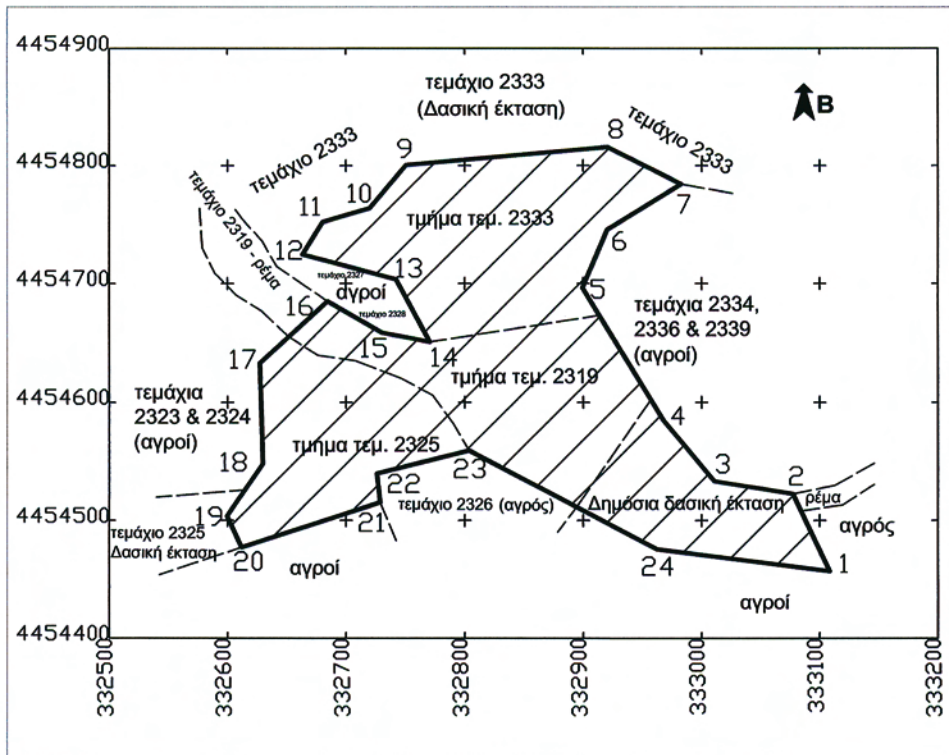 4454900
τεμάχιο 2333
(Δασική έκταση)
B
τεμάχιο 2333
9
8
τεμάχιο 2333
4454800
τεμάχιο 2319 - ρέμα
10
11
7
τμήμα τεμ. 2333
6
12
13
τεμάχιο 2327
αγροί
4454700
5
16
τεμάχιο 2328
τεμάχια 2334,
2336 & 2339
(αγροί)
15
14
17
τμήμα τεμ. 2319
4454600
τεμάχια
2323 & 2324
(αγροί)
4
τμήμα τεμ. 2325
18
23
3
2
22
τεμάχιο 2326 (αγρός)
Δημόσια δασική έκταση
ρέμα
4454500
19
21
αγρός
τεμάχιο 2325
Δασική έκταση
20
αγροί
24
1
αγροί
4454400
332500
332600
332700
332800
332900
333000
333100
333200